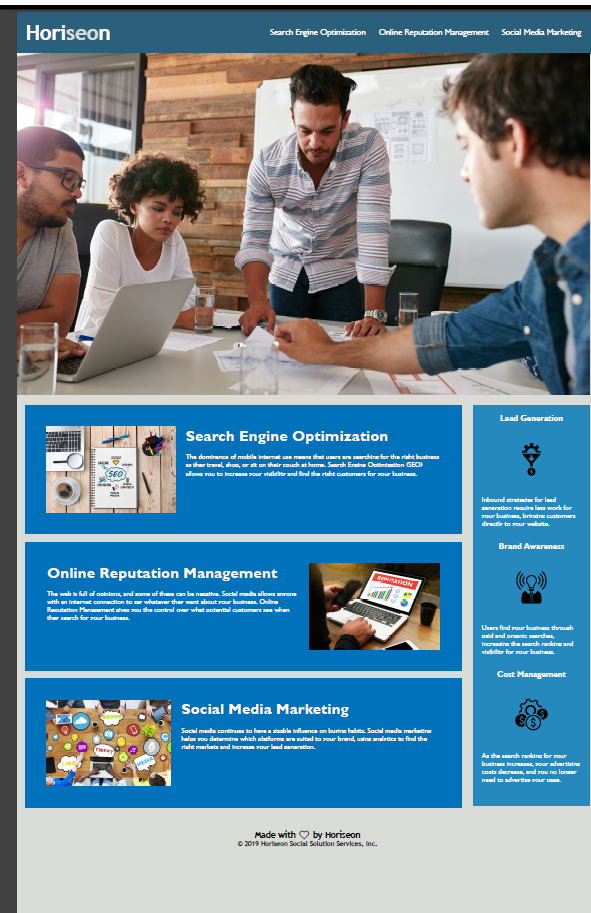 Horiseon
Search Engine Optimization Online Reputation Management Social Media Marketing
Search Engine Optimization
The dominance of mobile internet use means that users are searching for the right business
as they travel, shop, or sit on their couch at home. Search Engine Optimization (SEO)
allows you to increase your visibility and find the right customers for your business.
SEO
Online Reputation Management
The web is full of opinions, and some of these can be negative. Social media allows anyone
with an internet connection to say whatever they want about your business. Online
Reputation Management gives you the control over what potential customers see when
they search for your business.
REPUTATION
Social Media Marketing
Social media continues to have a sizable influence on buying habits. Social media marketing
helps you determine which platforms are suited to your brand, using analytics to find the
right markets and increase your lead generation.
TWEET
MEDIA
Lead Generation
Inbound strategies for lead
generation require less work for
your business, bringing customers
directly to your website.
Brand Awareness
Users find your business through
paid and organic searches,
increasing the search ranking and
visibility for your business.
Cost Management
As the search ranking for your
business increases, your advertising
costs decrease, and you no longer
need to advertise your page.
Made with ♡ by Horiseon
© 2019 Horiseon Social Solution Services, Inc.